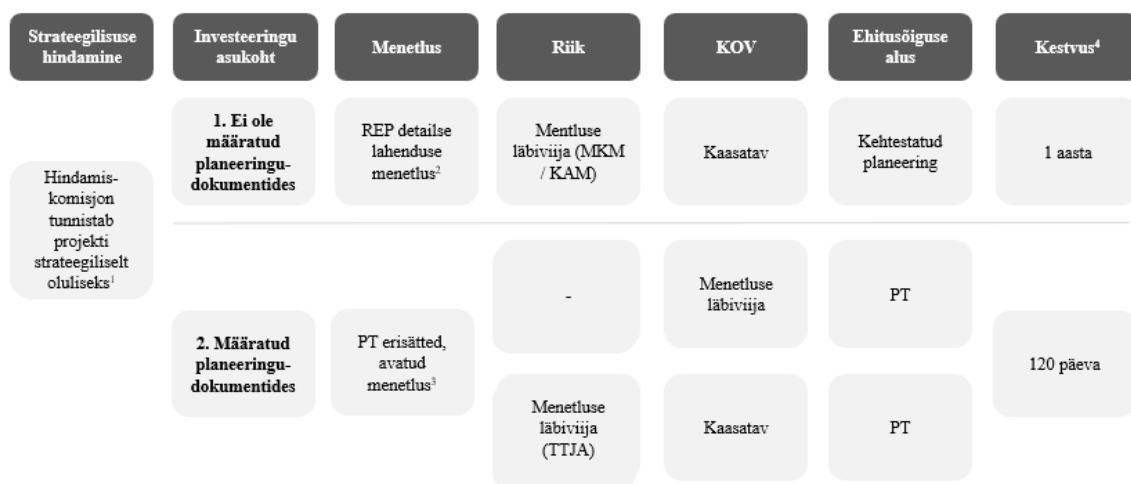 Strateegilisuse
hindamine
Investeeringu
asukoht
Menetlus
Riik
KOV
Ehitusõiguse
alus
Kestvus⁴
Hindamis-
komisjon
tunnistab
projekti
strateegiliselt
oluliseks¹
1. Ei ole
määratud
planeeringu-
dokumentides
REP detailse
lahenduse
menetlus²
Mentluse
läbiviija (MKM
/ KAM)
Kaasatav
Kehtestatud
planeering
1 aasta
2. Määratud
planeeringu-
dokumentides
PT erisätted,
avatud
menetlus³
-
Menetluse
läbiviija
PT
Menetluse
läbiviija
(TTJA)
Kaasatav
PT
120 päeva